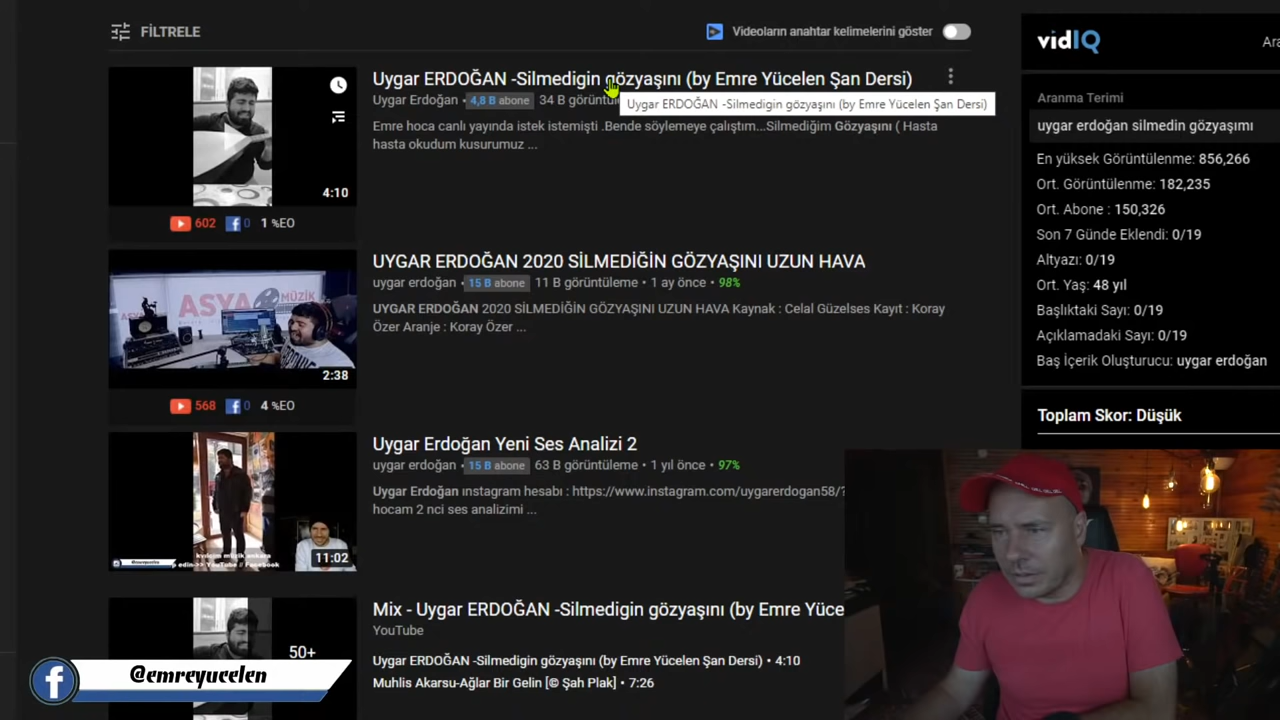 FİLTRELE
Videoların anahtar kelimelerini göster
Uygar ERDOĞAN -Silmedigin gözyaşını (by Emre Yücelen Şan Dersi)
Uygar Erdoğan • 4,8 B abone 34 B görüntülü
Uygar ERDOĞAN -Silmedigin gözyaşını (by Emre Yücelen Şan Dersi)
Emre hoca canlı yayında istek istemişti .Bende söylemeye çalıştım...Silmediğim Gözyaşını ( Hasta
hasta okudum kusurumuz ...
4:10
602 0 1 %EO
UYGAR ERDOĞAN 2020 SİLMEDİĞİN GÖZYAŞINI UZUN HAVA
uygar erdoğan • 15 B abone 11 B görüntüleme • 1 ay önce • 98%
UYGAR ERDOĞAN 2020 SİLMEDİĞİN GÖZYAŞINI UZUN HAVA Kaynak : Celal Güzelses Kayıt : Koray
Özer Aranje : Koray Özer ...
ASYA
MÜZİK
2:38
568 0 4 %EO
Uygar Erdoğan Yeni Ses Analizi 2
uygar erdoğan • 15 B abone 63 B görüntüleme • 1 yıl önce • 97%
Uygar Erdoğan ınstagram hesabı : https://www.instagram.com/uygarerdogan58/?
hocam 2 nci ses analizimi ...
kvılcım müzik ankara
edin>> YouTube // Facebook
11:02
Mix - Uygar ERDOĞAN -Silmedigin gözyaşını (by Emre Yüce
YouTube
50+
Uygar ERDOĞAN -Silmedigin gözyaşını (by Emre Yücelen Şan Dersi) • 4:10
Muhlis Akarsu-Ağlar Bir Gelin [© Şah Plak] • 7:26
@emreyucelen
vidIQ
Ara
Aranma Terimi
uygar erdoğan silmedin gözyaşımı
En yüksek Görüntülenme: 856,266
Ort. Görüntülenme: 182,235
Ort. Abone : 150,326
Son 7 Günde Eklendi: 0/19
Altyazı: 0/19
Ort. Yaş: 48 yıl
Başlıktaki Sayı: 0/19
Açıklamadaki Sayı: 0/19
Baş İçerik Oluşturucu: uygar erdoğan
Toplam Skor: Düşük